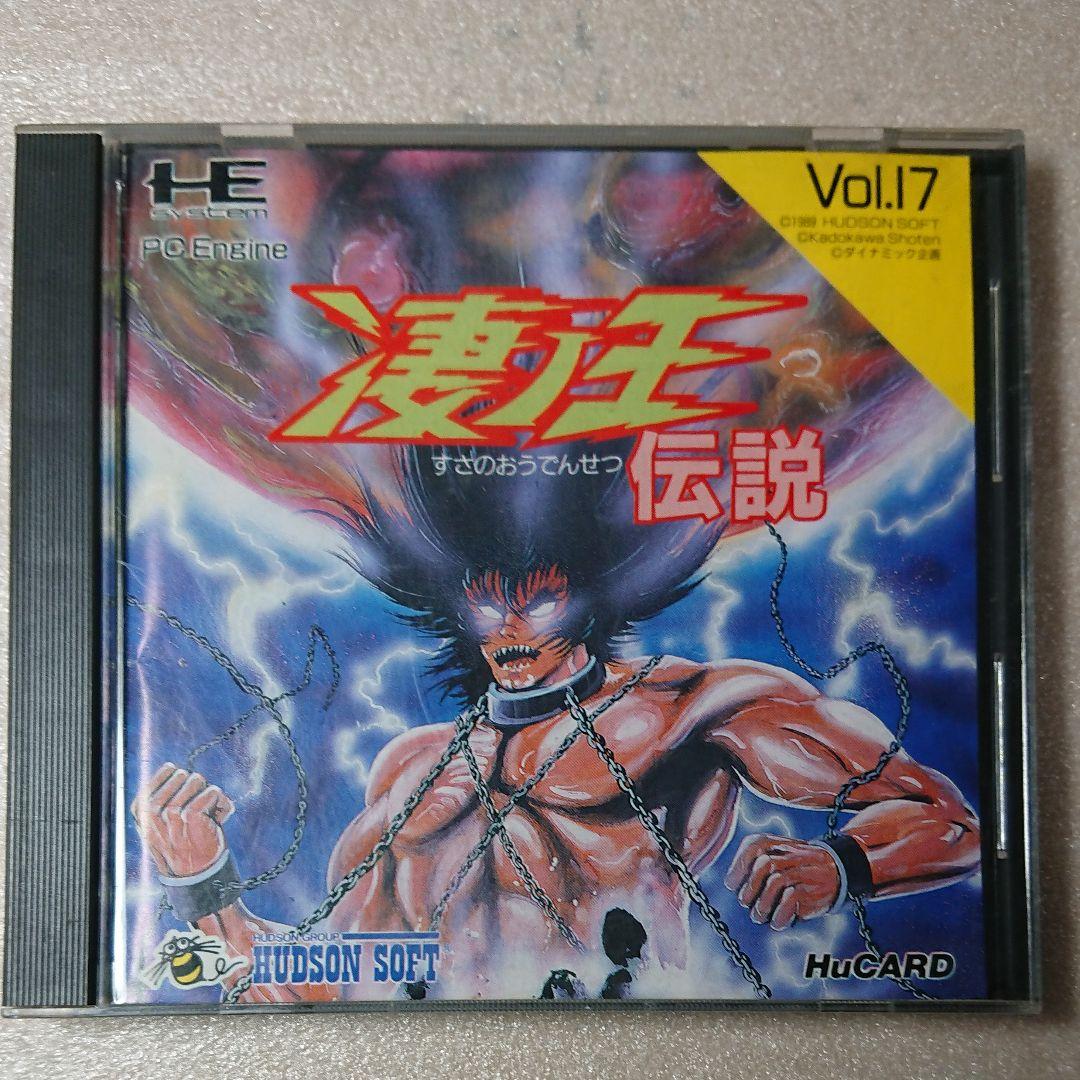 HE
SYSTEM
PC Engine
Vol.17
©1989 HUDSON SOFT
©Kadokawa Shoten
©ダイナミック企画
凄ノ王
すさのおうでんせつ
伝説
HUDSON GROUP
HUDSON SOFT
HuCARD